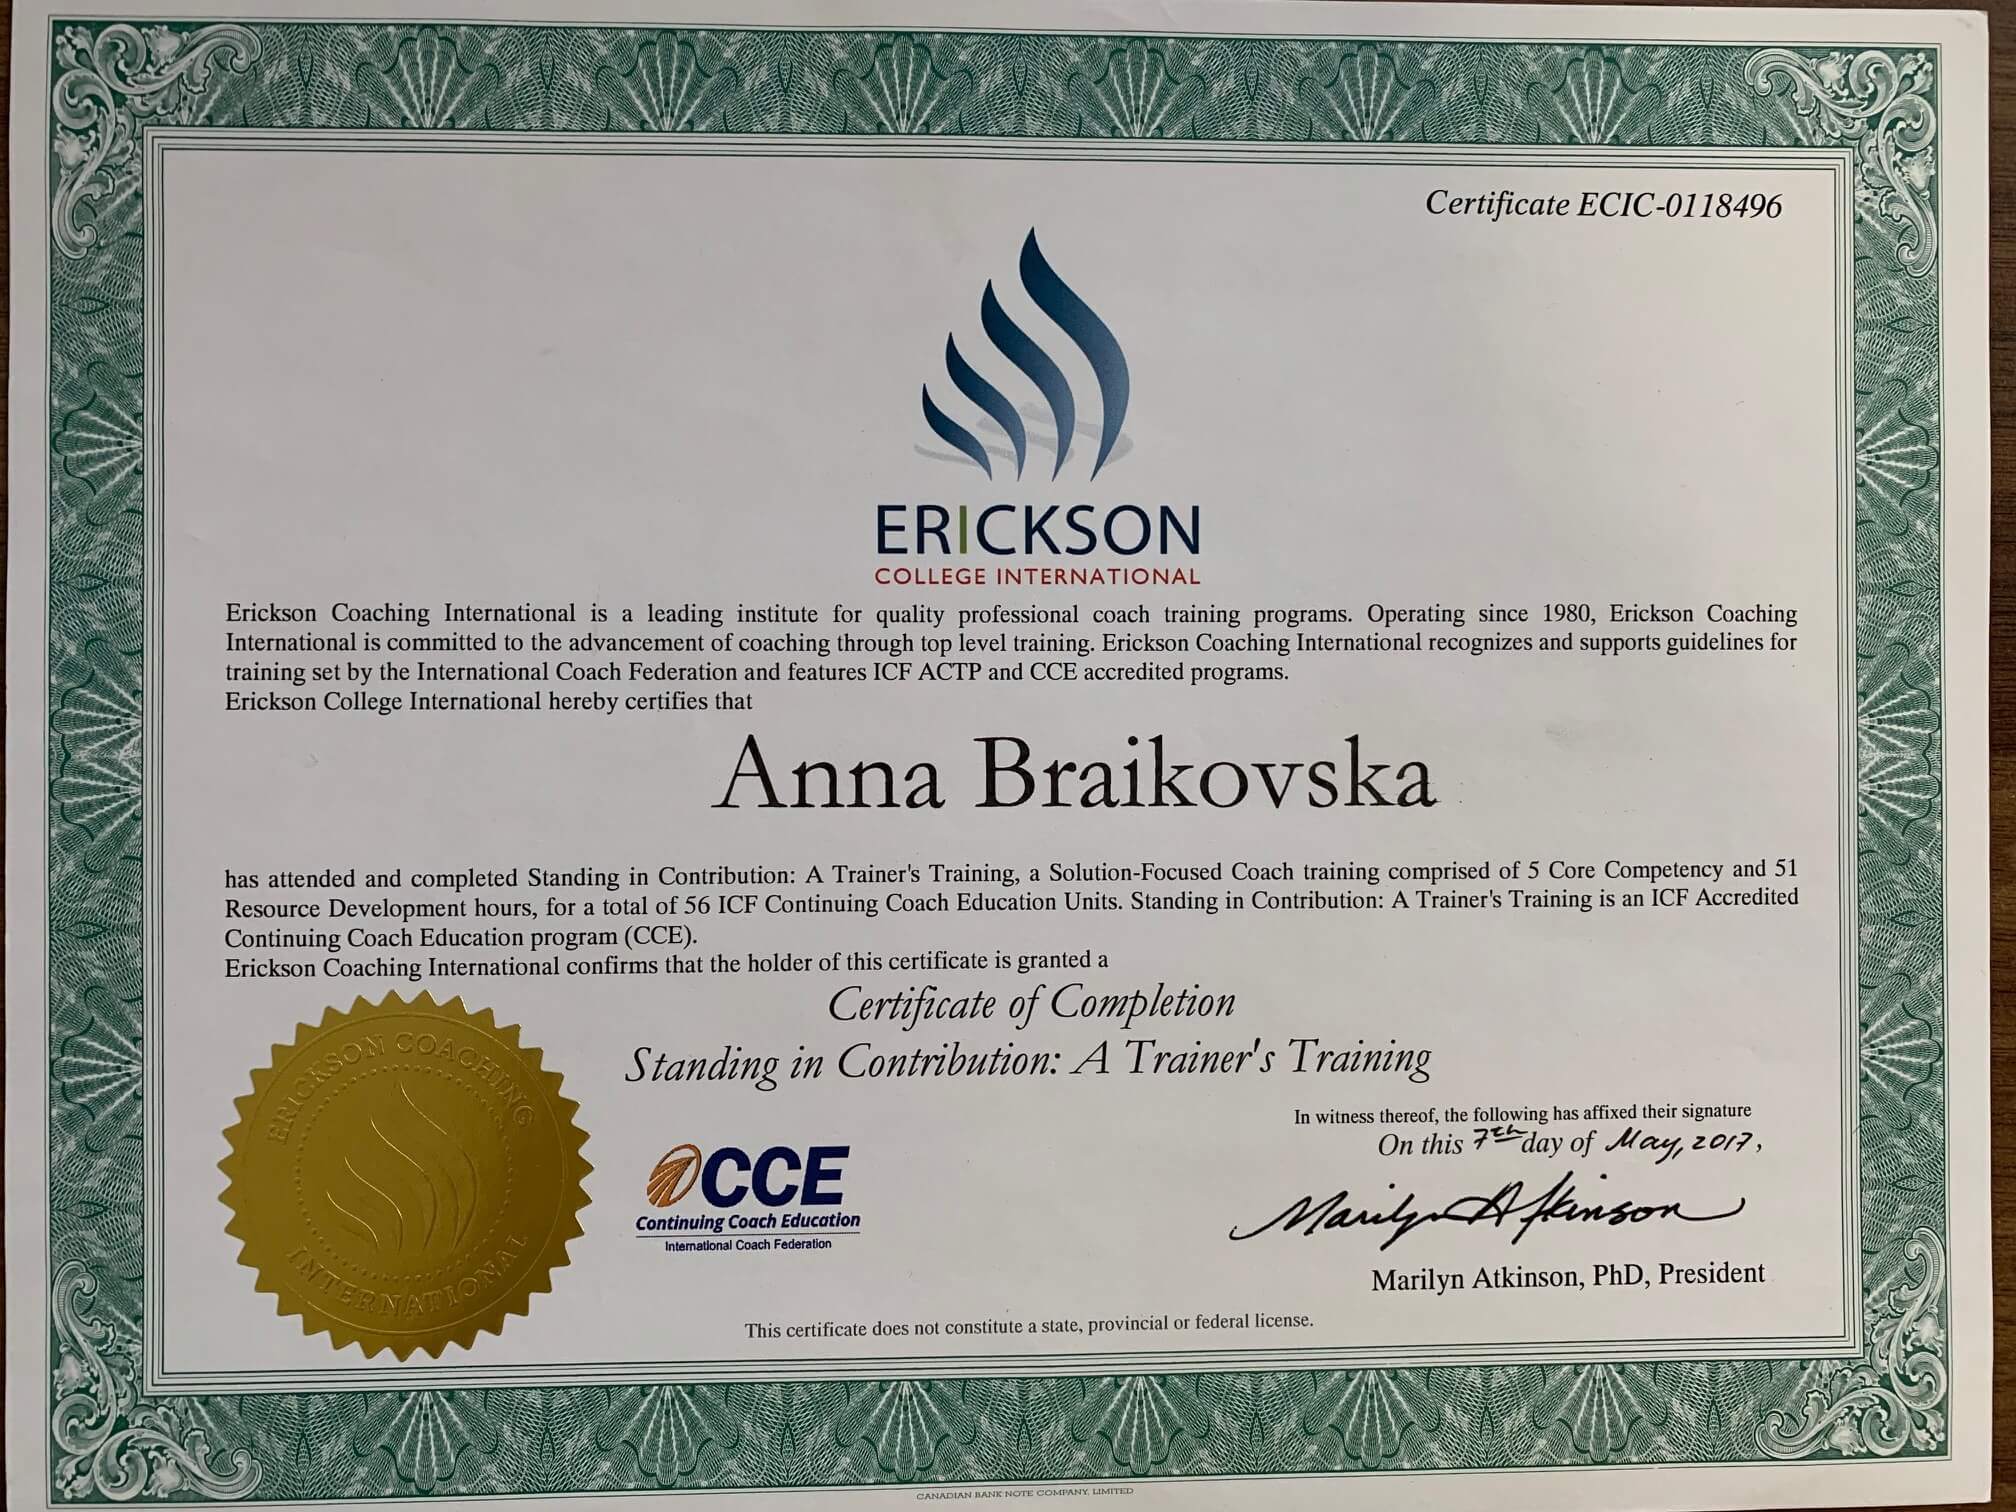 Certificate ECIC-0118496
ERICKSON
COLLEGE INTERNATIONAL
Erickson Coaching International is a leading institute for quality professional coach training programs. Operating since 1980, Erickson Coaching
International is committed to the advancement of coaching through top level training. Erickson Coaching International recognizes and supports guidelines for
training set by the International Coach Federation and features ICF ACTP and CCE accredited programs.
Erickson College International hereby certifies that
Anna Braikovska
has attended and completed Standing in Contribution: A Trainer's Training, a Solution-Focused Coach training comprised of 5 Core Competency and 51
Resource Development hours, for a total of 56 ICF Continuing Coach Education Units. Standing in Contribution: A Trainer's Training is an ICF Accredited
Continuing Coach Education program (CCE).
Erickson Coaching International confirms that the holder of this certificate is granted a
Certificate of Completion
Standing in Contribution: A Trainer's Training
ERICKSON COACHING
INTERNATIONAL
CCE
Continuing Coach Education
International Coach Federation
In witness thereof, the following has affixed their signature
On this 7th day of May, 2017,
Marilyn Atkinson
Marilyn Atkinson, PhD, President
This certificate does not constitute a state, provincial or federal license.
CANADIAN BANK NOTE COMPANY, LIMITED